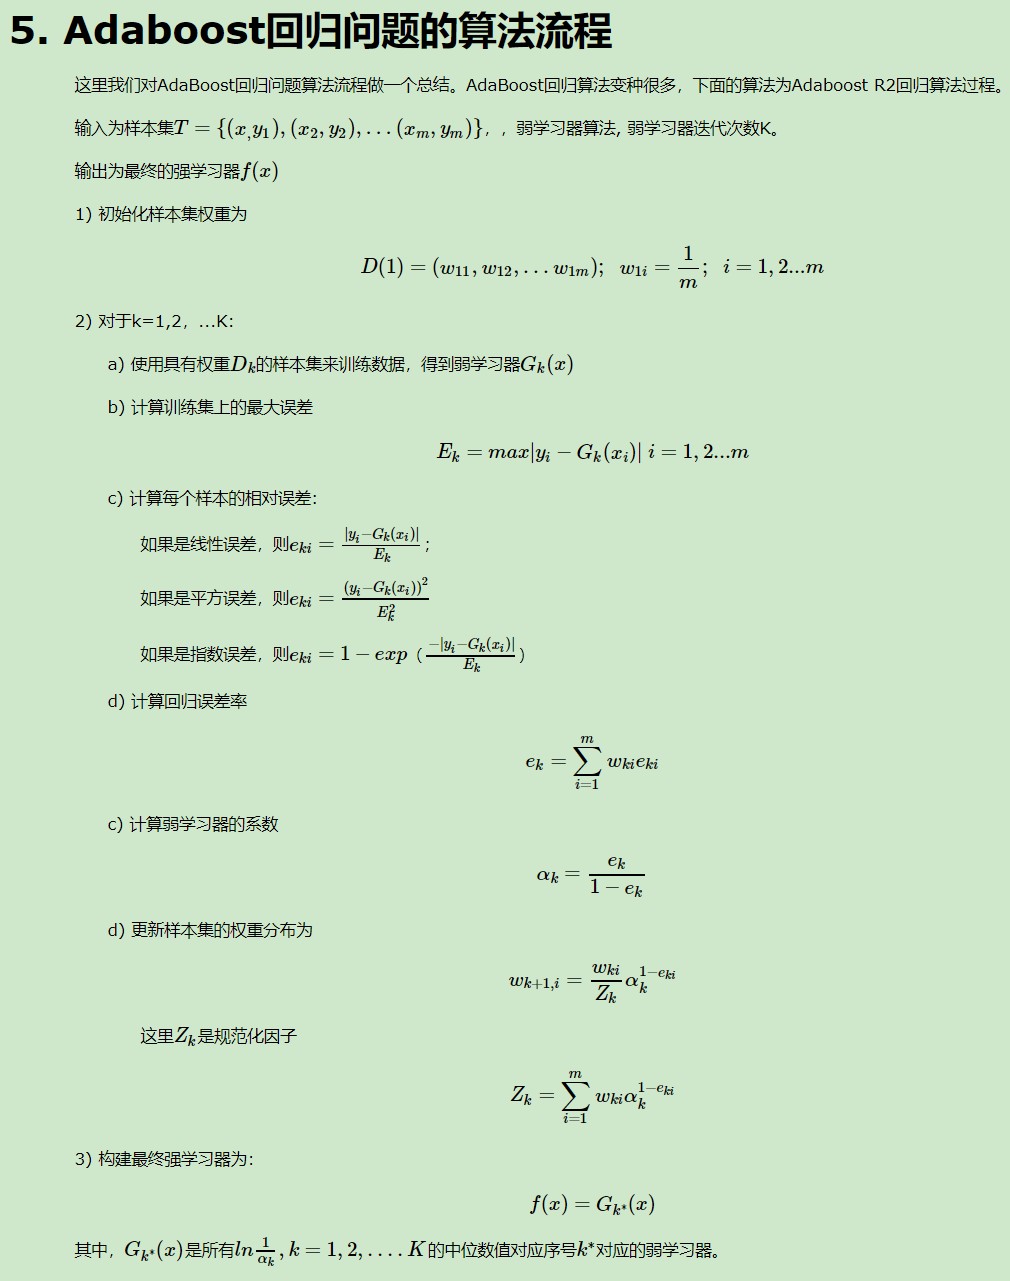 5. Adaboost回归问题的算法流程
这里我们对AdaBoost回归问题算法流程做一个总结。AdaBoost回归算法变种很多，下面的算法为Adaboost R2回归算法过程。
输入为样本集$T=\{(x_,y_1),(x_2,y_2),...(x_m,y_m)\}$，，弱学习器算法, 弱学习器迭代次数K。
输出为最终的强学习器$f(x)$
1) 初始化样本集权重为
$D(1)=(w_{11},w_{12},...w_{1m});\;\;w_{1i}=\frac{1}{m};\;\;i=1,2...m$
2) 对于k=1,2，...K:
a) 使用具有权重$D_k$的样本集来训练数据，得到弱学习器$G_k(x)$
b) 计算训练集上的最大误差
$E_k=max|y_i-G_k(x_i)|\;i=1,2...m$
c) 计算每个样本的相对误差:
如果是线性误差，则$e_{ki}=\frac{|y_i-G_k(x_i)|}{E_k}$；
如果是平方误差，则$e_{ki}=\frac{(y_i-G_k(x_i))^2}{E_k^2}$
如果是指数误差，则$e_{ki}=1-exp（\frac{-|y_i-G_k(x_i)|}{E_k}）$
d) 计算回归误差率
$e_k=\sum_{i=1}^{m}w_{ki}e_{ki}$
c) 计算弱学习器的系数
$\alpha_k=\frac{e_k}{1-e_k}$
d) 更新样本集的权重分布为
$w_{k+1,i}=\frac{w_{ki}}{Z_k}\alpha_k^{1-e_{ki}}$
这里$Z_k$是规范化因子
$Z_k=\sum_{i=1}^{m}w_{ki}\alpha_k^{1-e_{ki}}$
3) 构建最终强学习器为:
$f(x)=G_{k^*}(x)$
其中，$G_{k^*}(x)$是所有$ln\frac{1}{\alpha_k},k=1,2,....K$的中位数值对应序号$k^*$对应的弱学习器。